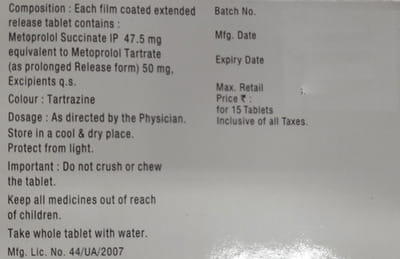 Composition : Each film coated extended
release tablet contains :
Metoprolol Succinate IP 47.5 mg
equivalent to Metoprolol Tartrate
(as prolonged Release form) 50 mg,
Excipients q.s.
Colour : Tartrazine
Dosage : As directed by the Physician.
Store in a cool & dry place.
Protect from light.
Important : Do not crush or chew
the tablet.
Keep all medicines out of reach
of children.
Take whole tablet with water.
Mfg. Lic. No. 44/UA/2007
Batch No.
Mfg. Date
Expiry Date
Max. Retail
Price ₹ :
for 15 Tablets
Inclusive of all Taxes.